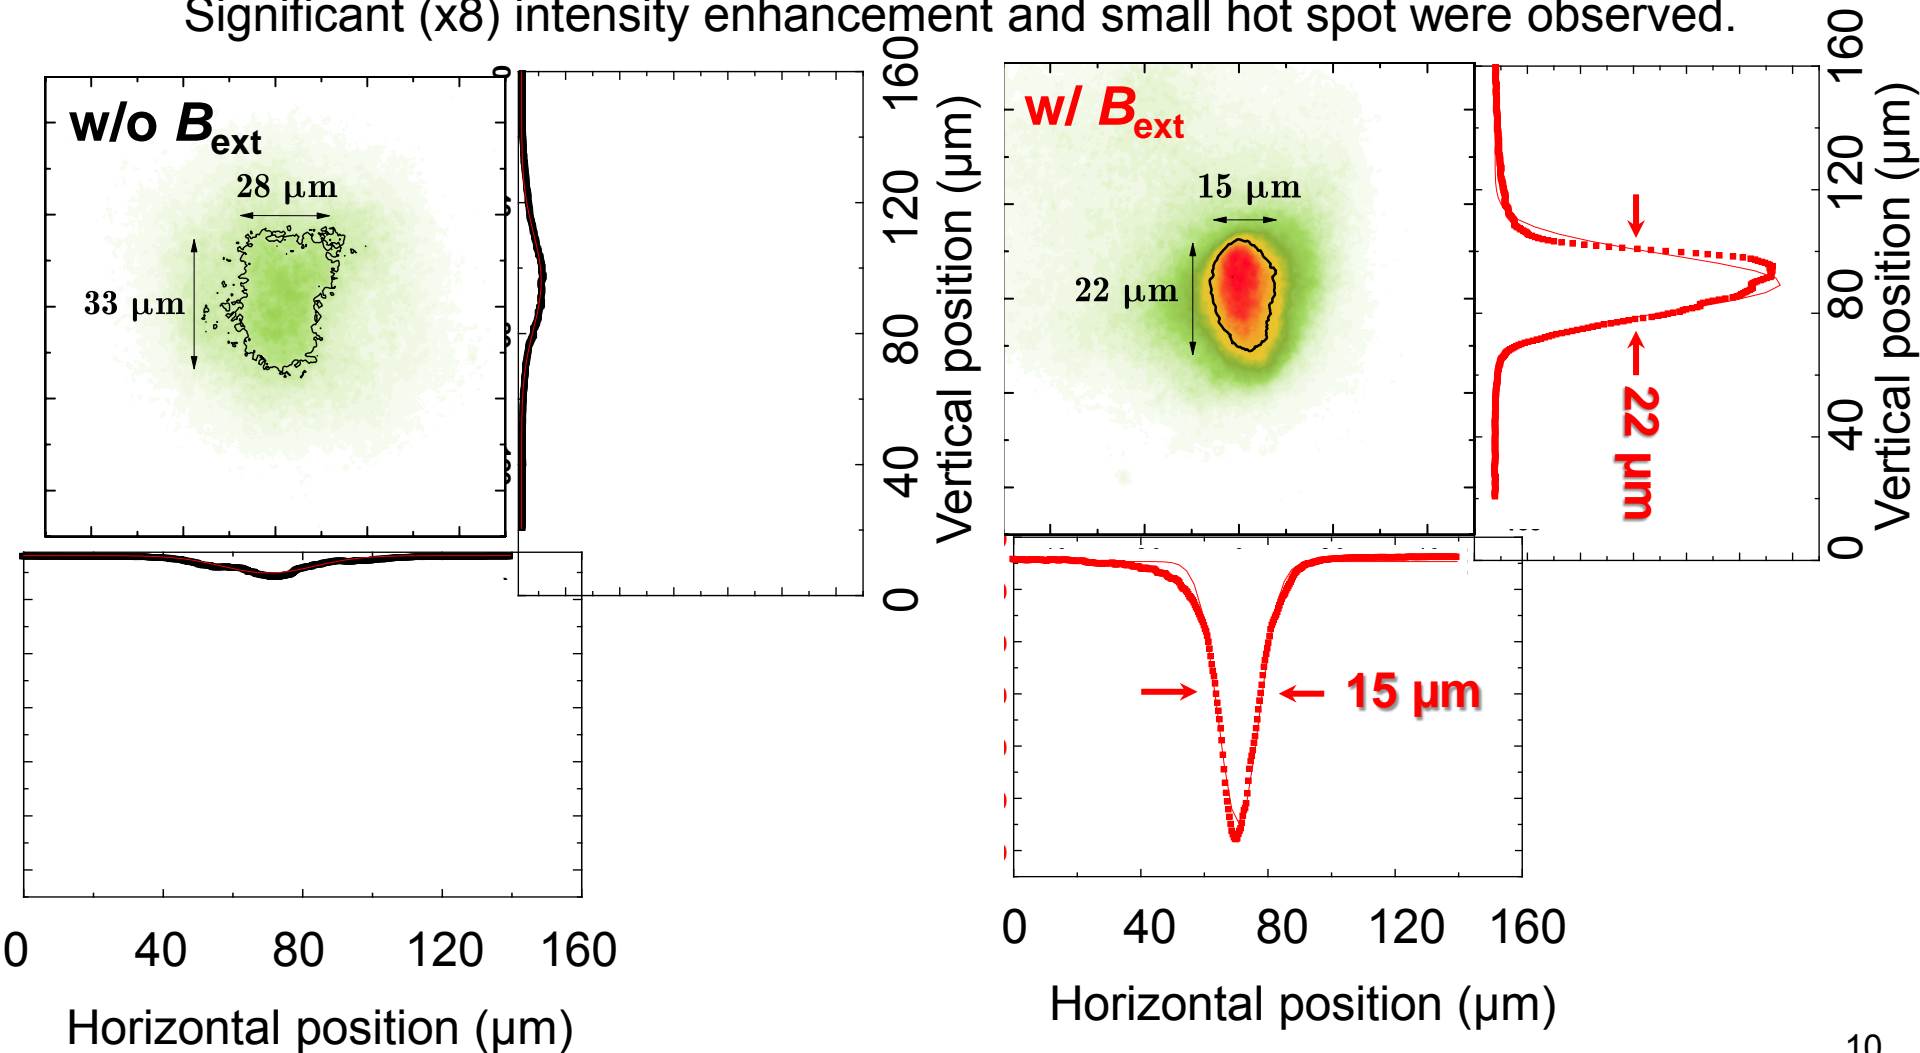 Significant (x8) intensity enhancement and small hot spot were observed.
w/o Bext
28 μm
33 μm
160
120
80
40
0
Vertical position (μm)
0
40
80
120
160
Horizontal position (μm)
w/ Bext
15 μm
22 μm
22 μm
160
120
80
40
0
Vertical position (μm)
15 μm
0
40
80
120
160
Horizontal position (μm)
10